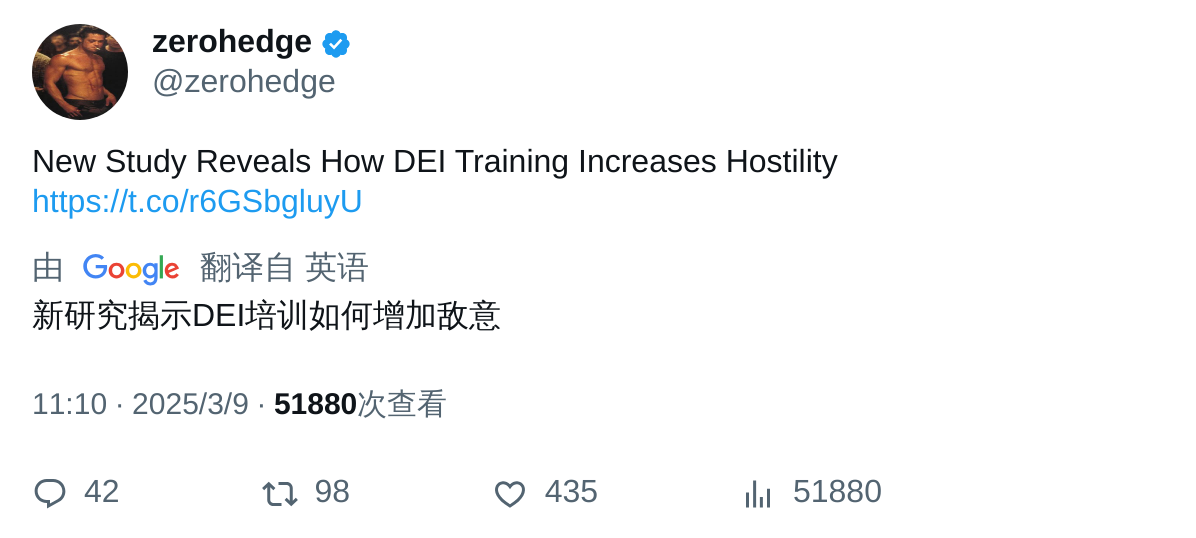 zerohedge
@zerohedge
New Study Reveals How DEI Training Increases Hostility
https://t.co/r6GSbgluyU
由 Google 翻译自 英语
新研究揭示DEI培训如何增加敌意
11:10 · 2025/3/9 · 51880次查看
42 98 435 51880